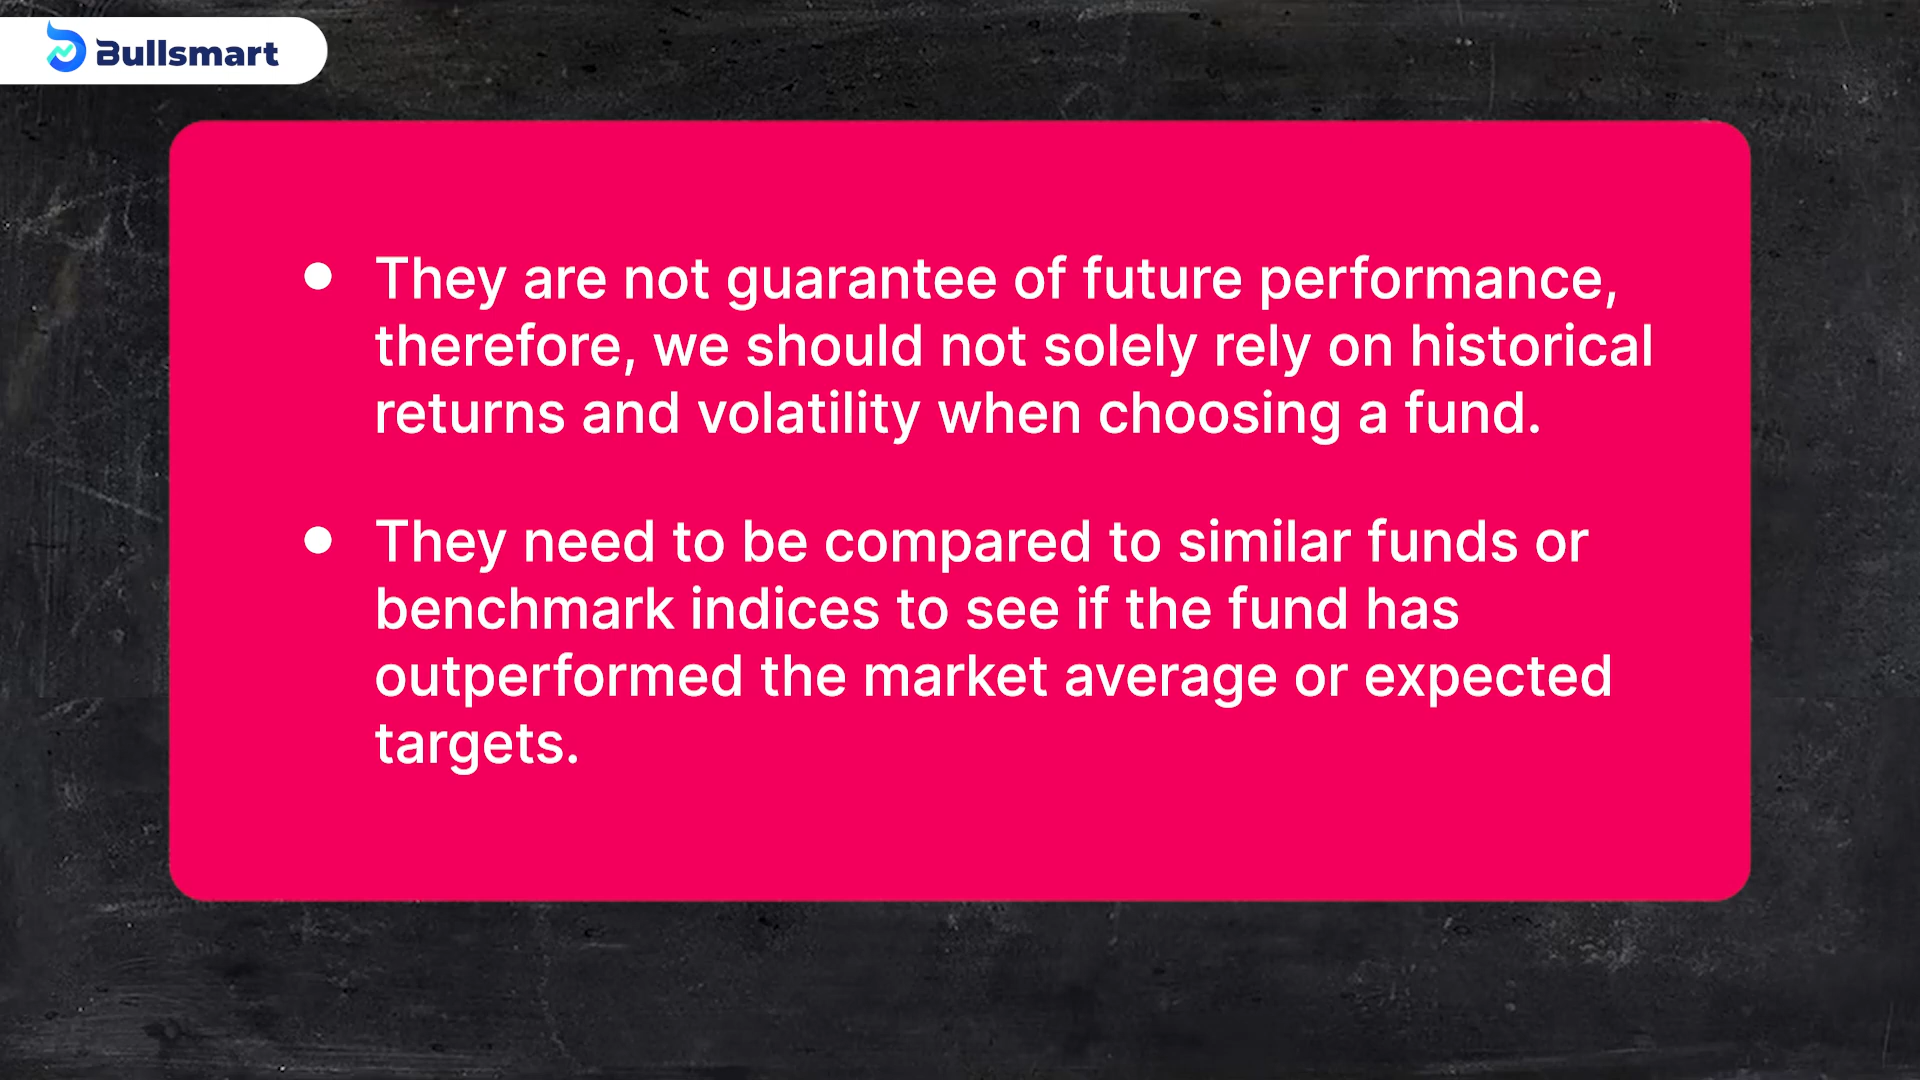 Bullsmart
● They are not guarantee of future performance,
therefore, we should not solely rely on historical
returns and volatility when choosing a fund.
● They need to be compared to similar funds or
benchmark indices to see if the fund has
outperformed the market average or expected
targets.